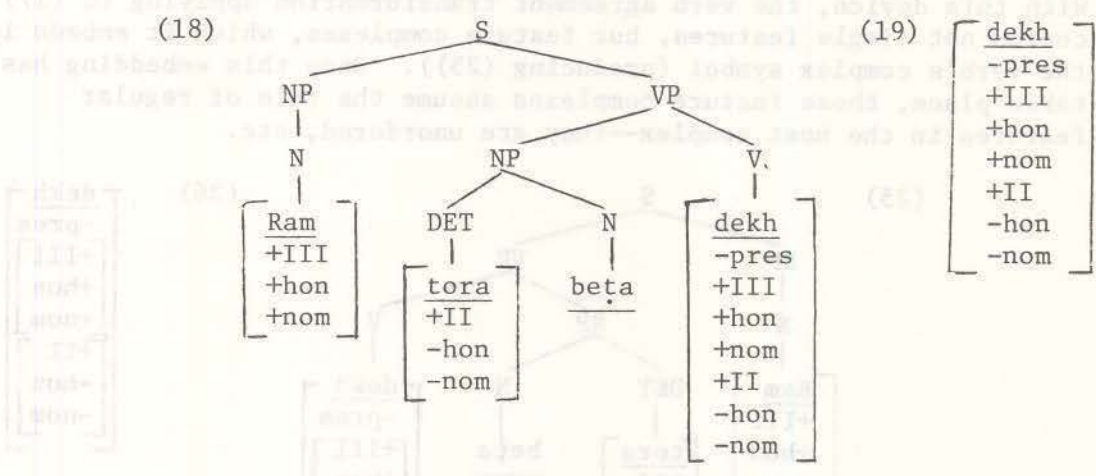 (18) S (19) dekh
-pres
NP VP +III
+hon
N NP V +nom
+II
Ram DET N dekh -hon
+III -pres -nom
+hon tora beṭa +III
+nom +II +hon
-hon +nom
-nom +II
-hon
-nom